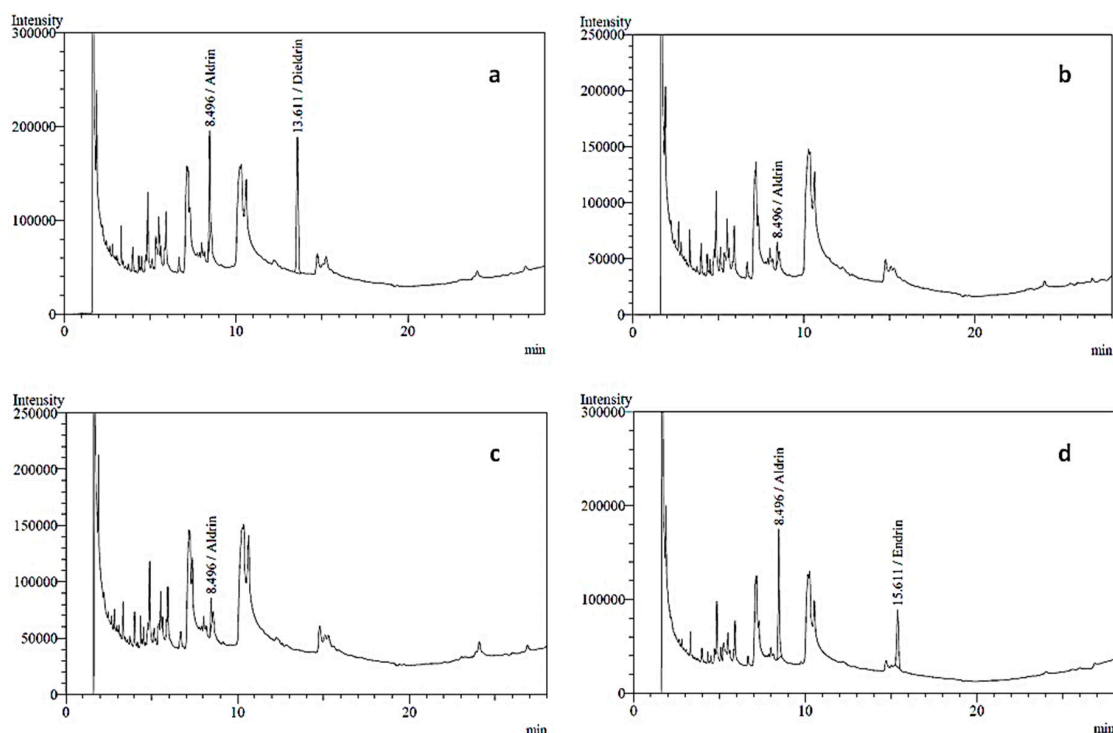 Intensity
300000
a
8.496 / Aldrin
13.611 / Dieldrin
200000
100000
0
0 10 20
min
Intensity
250000
b
200000
150000
8.496 / Aldrin
100000
50000
0
0 10 20
min
Intensity
250000
c
200000
150000
8.496 / Aldrin
100000
50000
0
0 10 20
min
Intensity
300000
d
8.496 / Aldrin
200000
15.611 / Endrin
100000
0
0 10 20
min